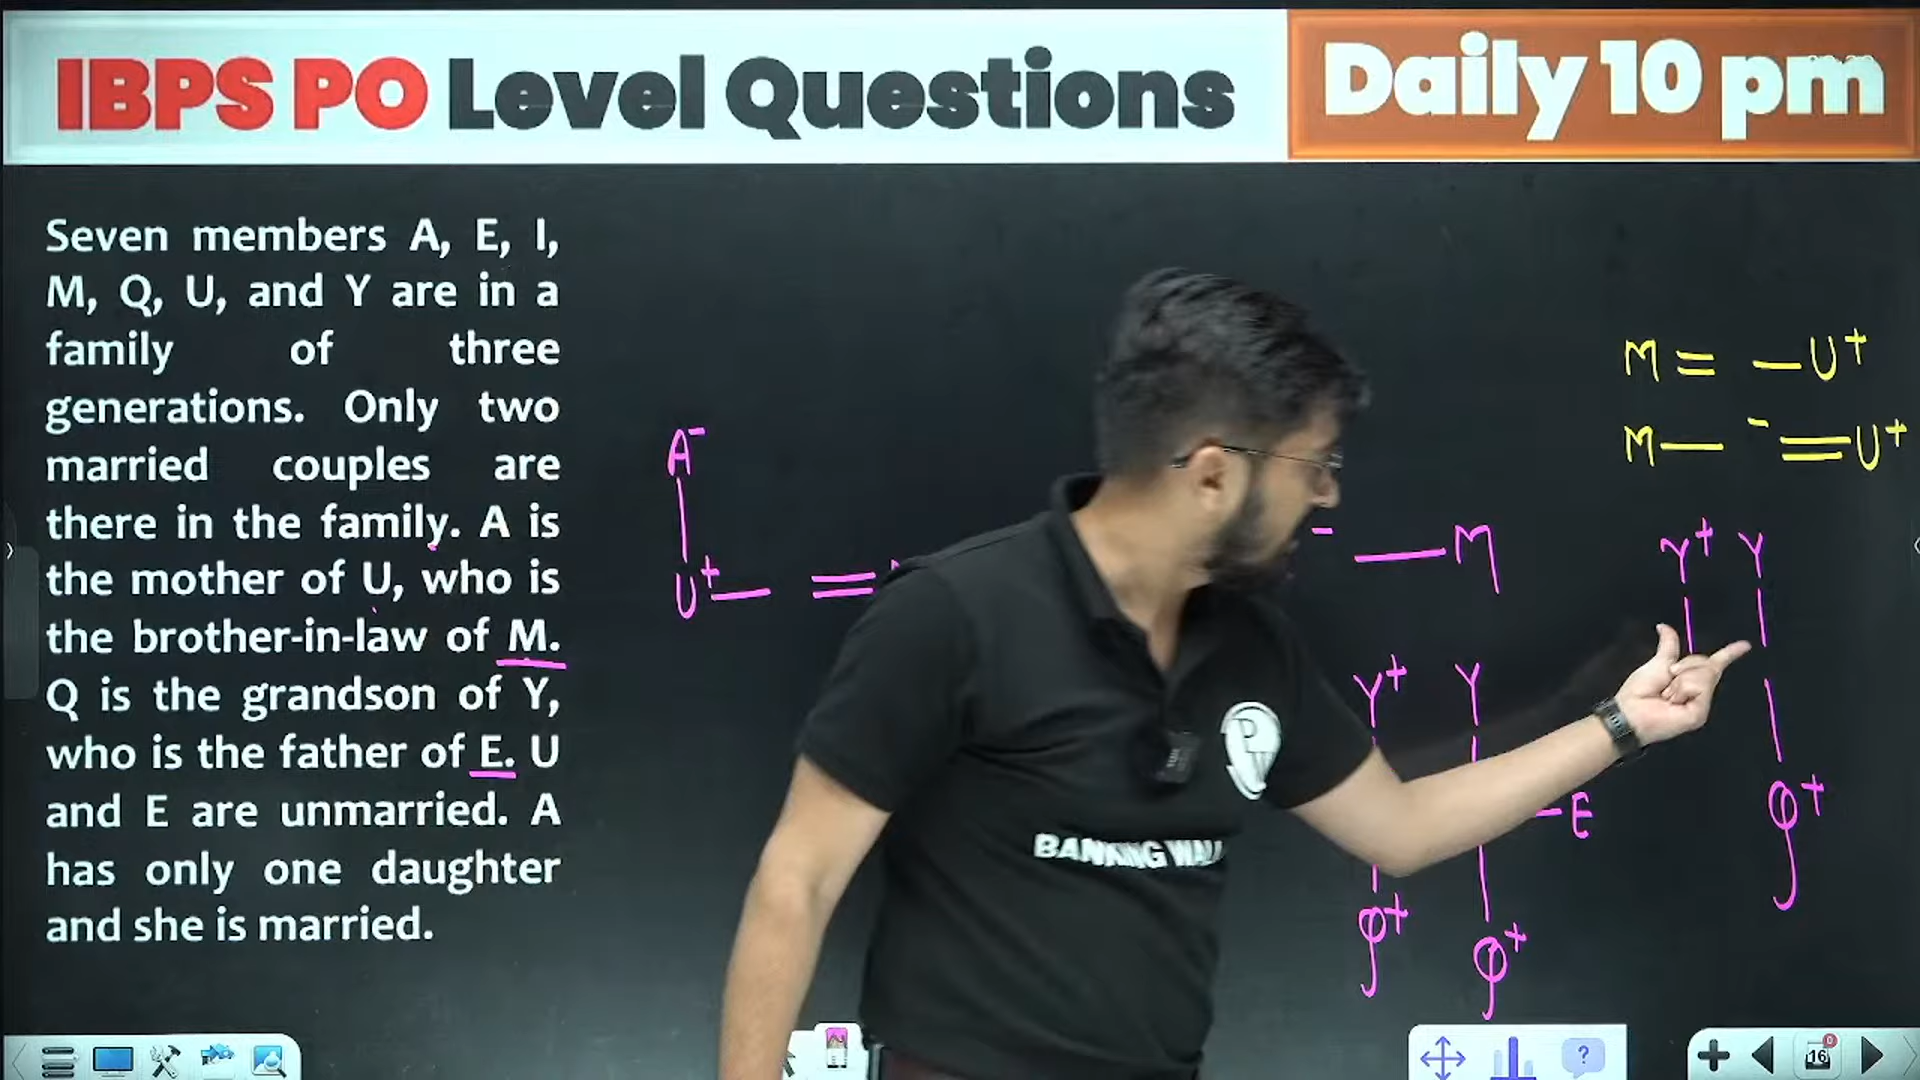 IBPS PO Level Questions
Daily 10 pm
Seven members A, E, I,
M, Q, U, and Y are in a
family of three
generations. Only two
married couples are
there in the family. A is
the mother of U, who is
the brother-in-law of M.
Q is the grandson of Y,
who is the father of E. U
and E are unmarried. A
has only one daughter
and she is married.
M = — U+
M — - = U+
A-
U+ — =
- — M
Y+ Y
Y+ Y
— E
Q+
Q+
Q+
BANKING WALL
16
0
?